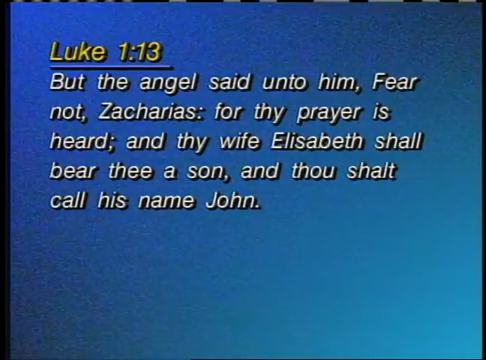 Luke 1:13
But the angel said unto him, Fear
not, Zacharias: for thy prayer is
heard; and thy wife Elisabeth shall
bear thee a son, and thou shalt
call his name John.